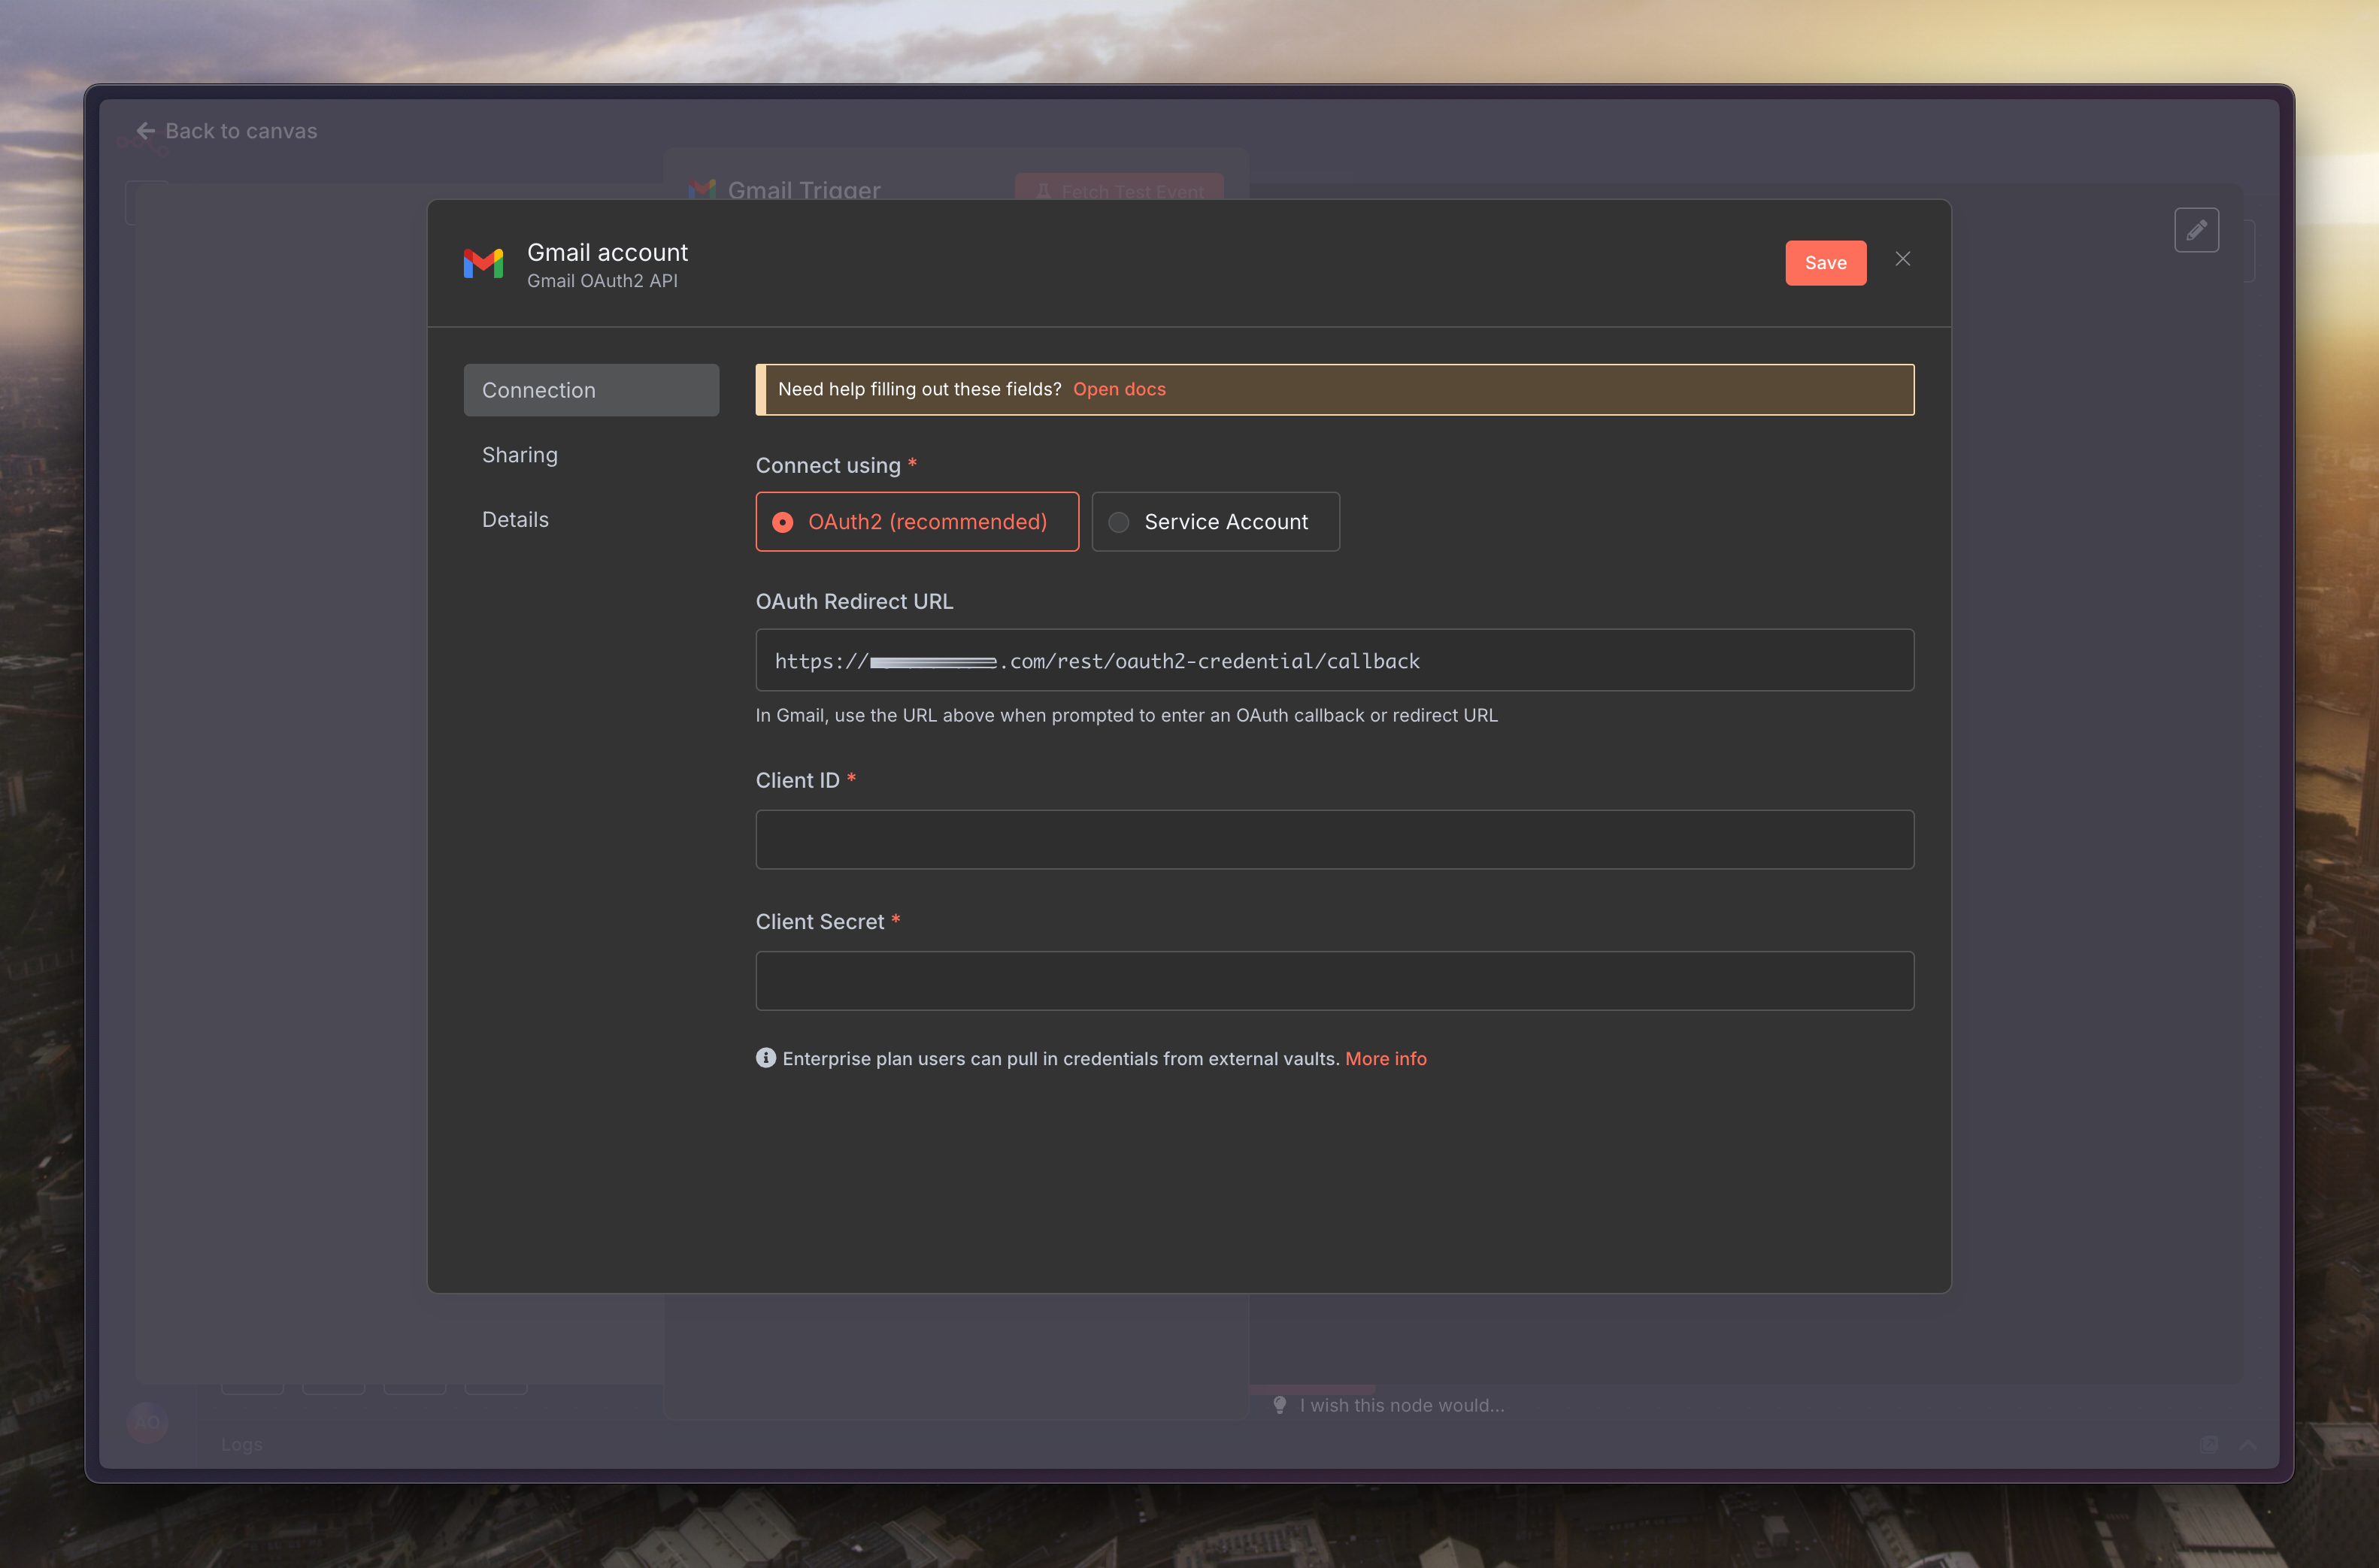 Back to canvas
Gmail Trigger
Fetch Test Event
Gmail account
Gmail OAuth2 API
Save
Connection
Sharing
Details
Need help filling out these fields? Open docs
Connect using *
OAuth2 (recommended)
Service Account
OAuth Redirect URL
https://.com/rest/oauth2-credential/callback
In Gmail, use the URL above when prompted to enter an OAuth callback or redirect URL
Client ID *
Client Secret *
Enterprise plan users can pull in credentials from external vaults. More info
I wish this node would...
AO
Logs